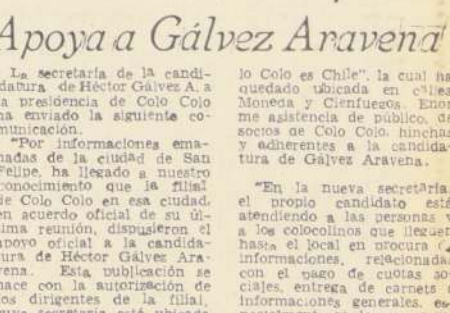 Apoya a Gálvez Aravena
La secretaría de la candi-
datura de Héctor Gálvez A. a
la presidencia de Colo Colo
ha enviado la siguiente co-
municación.
"Por informaciones ema-
nadas de la ciudad de San
Felipe, ha llegado a nuestro
conocimiento que la filial
de Colo Colo en esa ciudad,
en acuerdo oficial de su úl-
tima reunión, dispusieron el
apoyo oficial a la candida-
tura de Héctor Gálvez Ara-
vena. Esta publicación se
hace con la autorización de
los dirigentes de la filial,
cuya secretaría está ubicada
lo Colo es Chile", la cual ha
quedado ubicada en calles
Moneda y Cienfuegos. Enor
me asistencia de público, de
socios de Colo Colo, hinchas
y adherentes a la candida-
tura de Gálvez Aravena.
"En la nueva secretaría,
el propio candidato está
atendiendo a las personas y
a los colocolinos que lleguen
hasta el local en procura
informaciones, relacionada
con el pago de cuotas so-
ciales, entrega de carnets
informaciones generales, es-